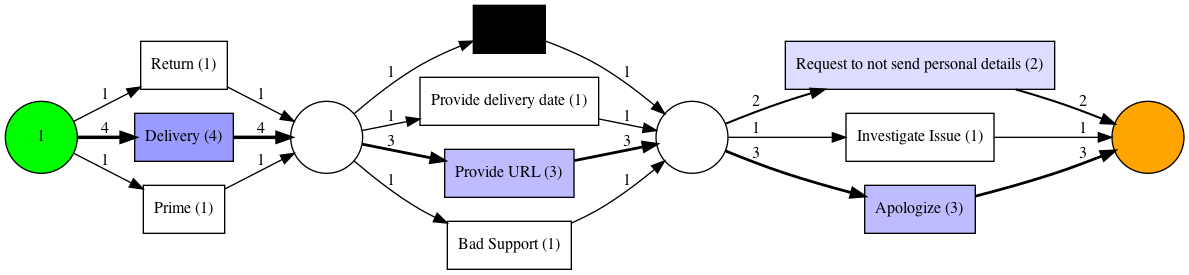 1
1
4
1
Return (1)
Delivery (4)
Prime (1)
1
4
1
1
1
3
1
Provide delivery date (1)
Provide URL (3)
Bad Support (1)
1
1
3
1
2
1
3
Request to not send personal details (2)
Investigate Issue (1)
Apologize (3)
2
1
3